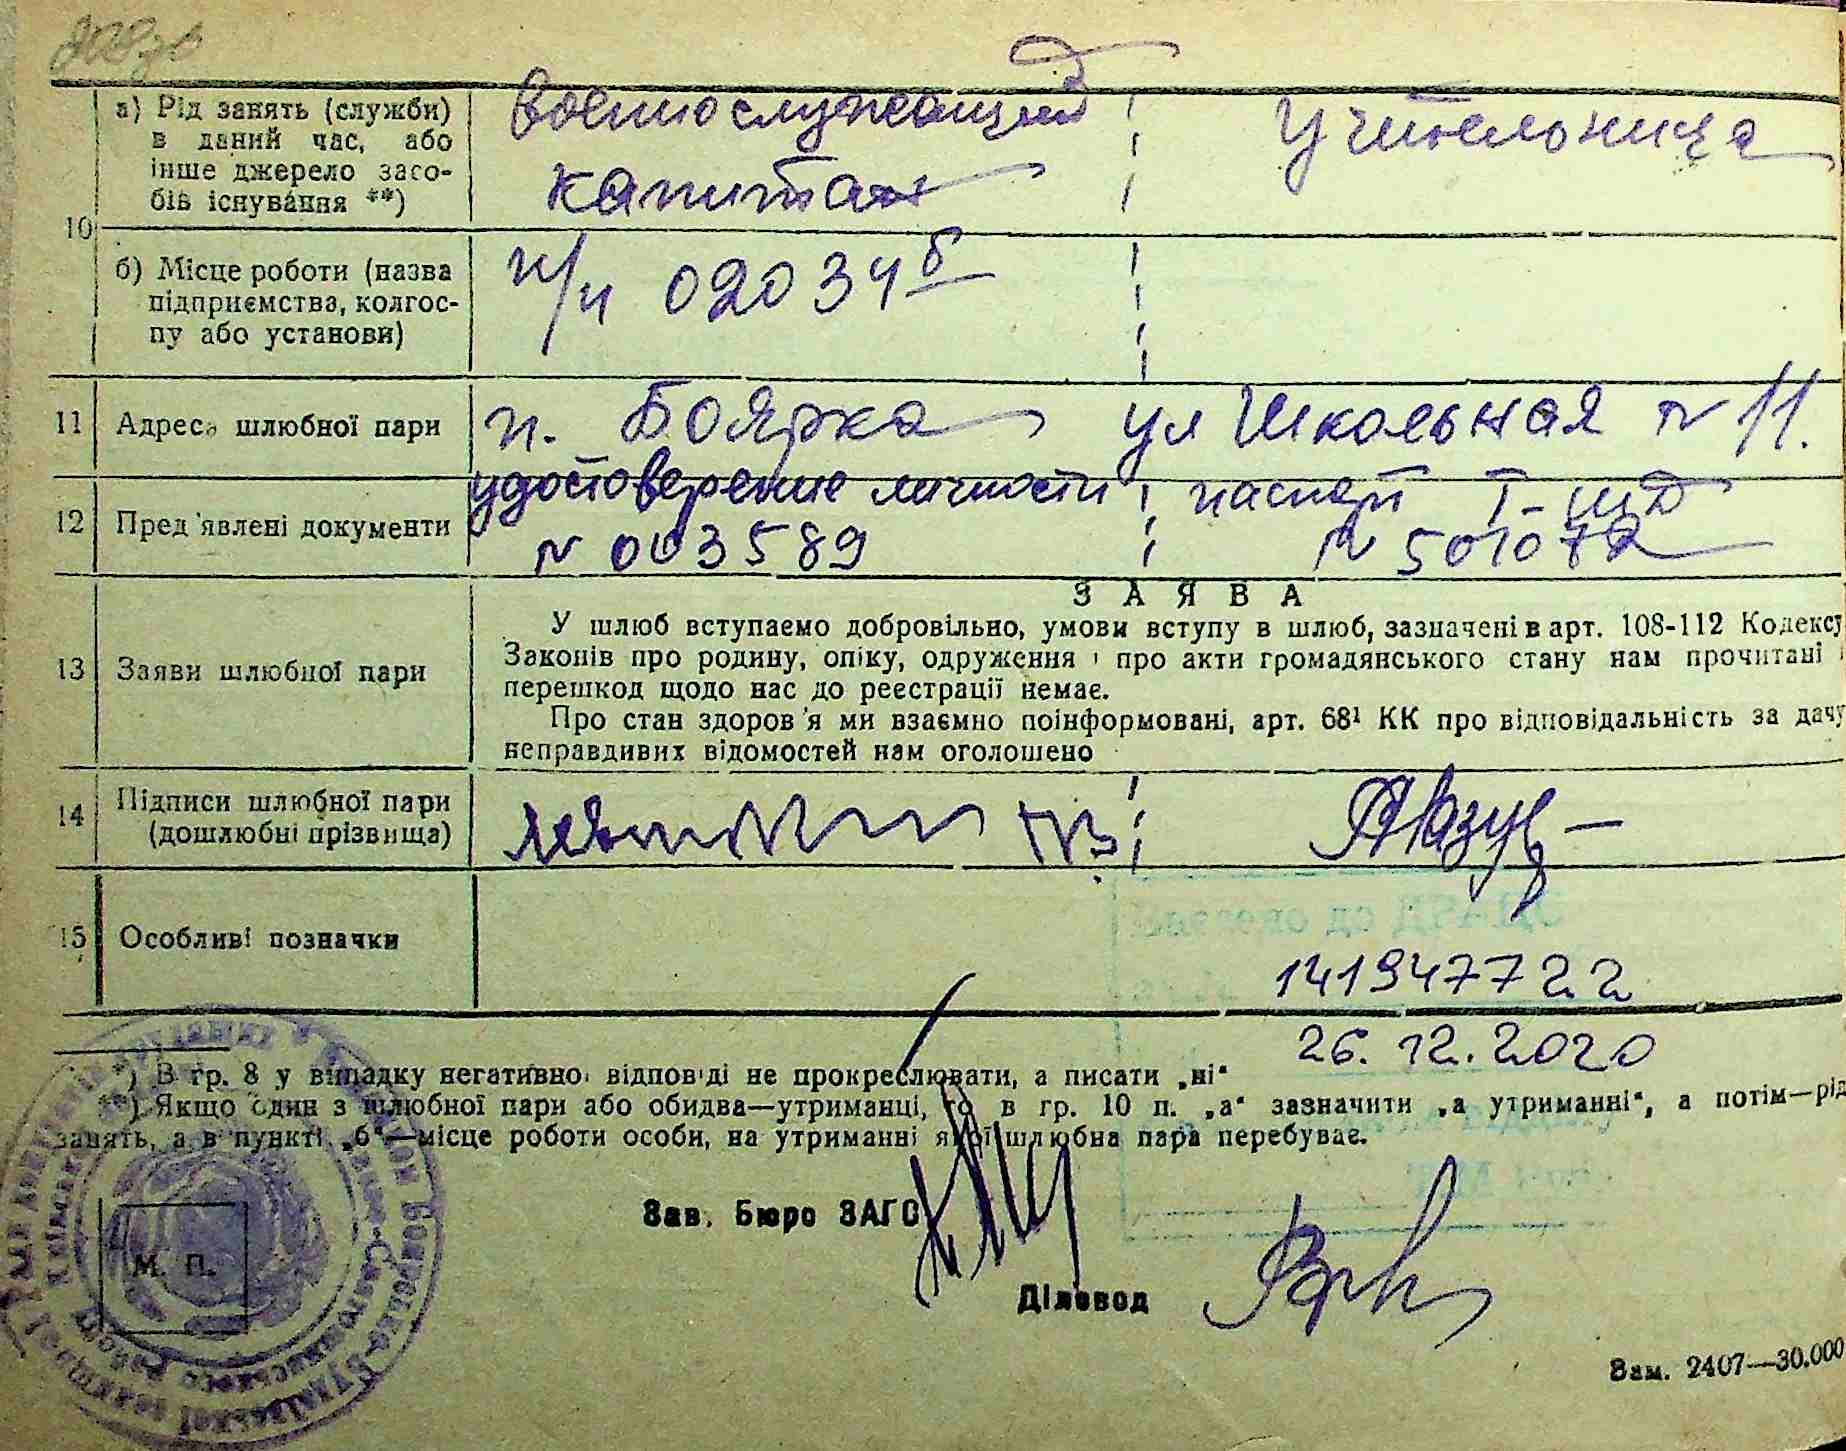 а) Рід занять (служби) в даний час, або інше джерело засобів існування **)
военнослужащий
капитан
учительница
10
б) Місце роботи (назва підприємства, колгоспу або установи)
п/ч 02034 б
11 Адреса шлюбної пари
п. Боярка ул Школьная № 11.
12 Пред'явлені документи
удостоверение личности
№ 003589
паспорт
№ 501072
13 Заяви шлюбної пари
ЗАЯВА
У шлюб вступаемо добровільно, умови вступу в шлюб, зазначені в арт. 108-112 Кодексу
Законів про родину, опіку, одруження і про акти громадянського стану нам прочитані і
перешкод щодо нас до реєстрації немає.
Про стан здоров'я ми взаємно поінформовані, арт. 68¹ КК про відповідальність за дачу
неправдивих відомостей нам оголошено
14 Підписи шлюбної пари
(дошлюбні прізвища)
15 Особливі позначки
141947722
26.12.2020
*) В гр. 8 у випадку негативної відповіді не прокреслювати, а писати „ні“
**) Якщо один з шлюбної пари або обидва—утриманці, то в гр. 10 п. „а“ зазначити „а утриманні“, а потім—рід
занять, а в пункті „б“—місце роботи особи, на утриманні якої шлюбна пара перебуває.
Зав. Бюро ЗАГС
М. П.
Діловод
Зам. 2407—30.000